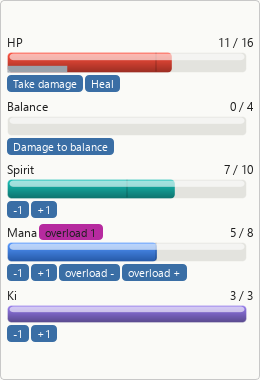 HP 11 / 16
Take damage Heal
Balance 0 / 4
Damage to balance
Spirit 7 / 10
-1 +1
Mana overload 1 5 / 8
-1 +1 overload - overload +
Ki 3 / 3
-1 +1